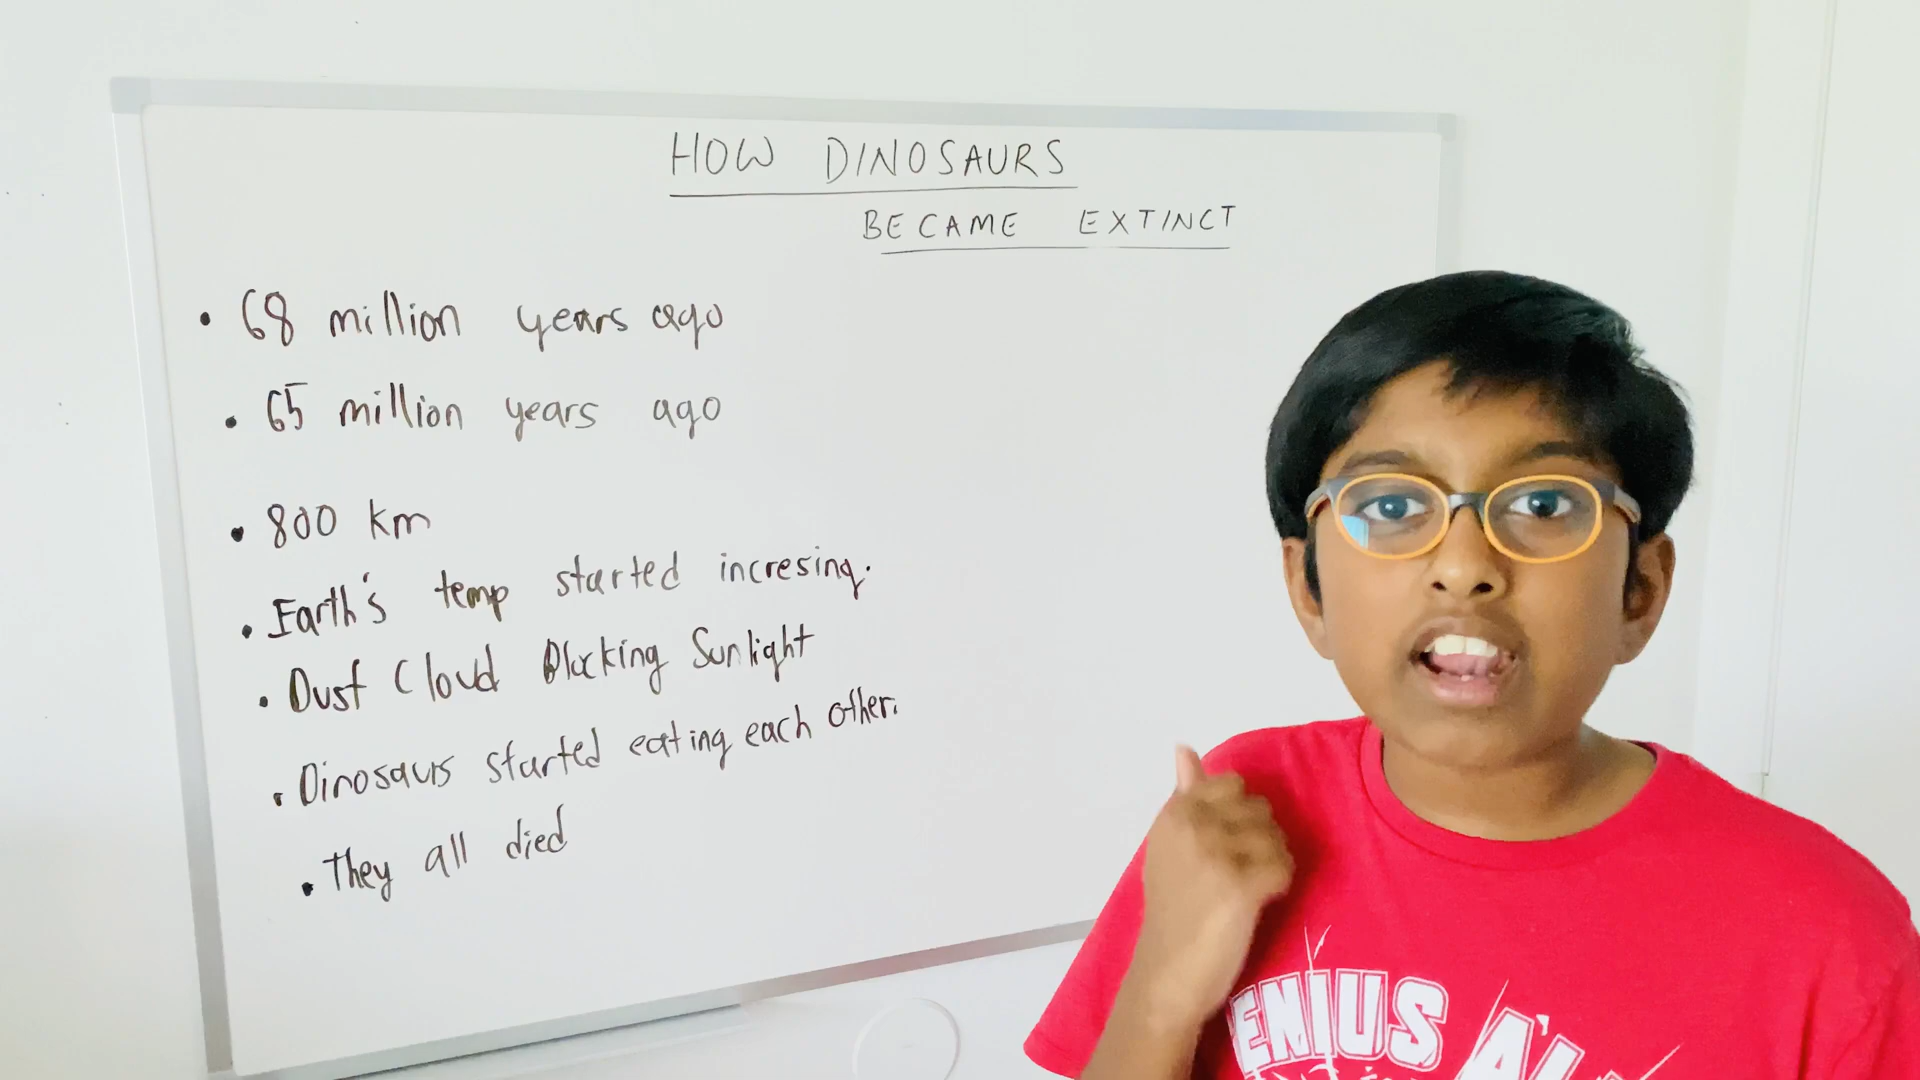 HOW DINOSAURS
BECAME EXTINCT
• 68 million years ago
• 65 million years ago
• 800 km
• Earth's temp started incresing.
• Dust Cloud Blocking Sunlight
• Dinosaurs started eating each other.
• They all died
ENIUS